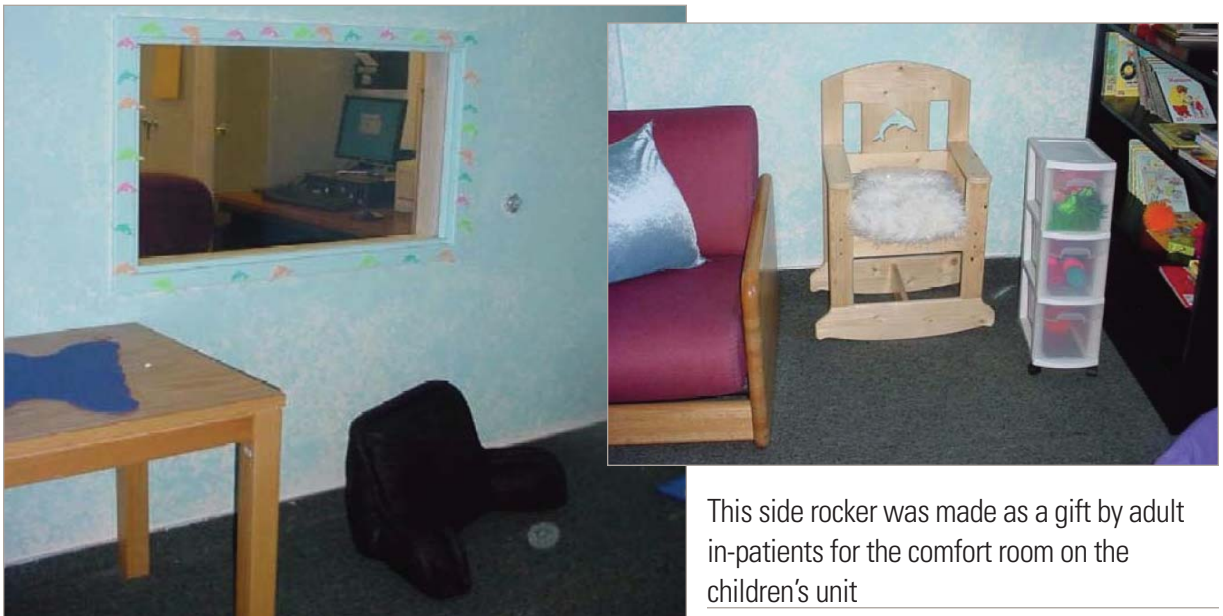 This side rocker was made as a gift by adult
in-patients for the comfort room on the
children's unit